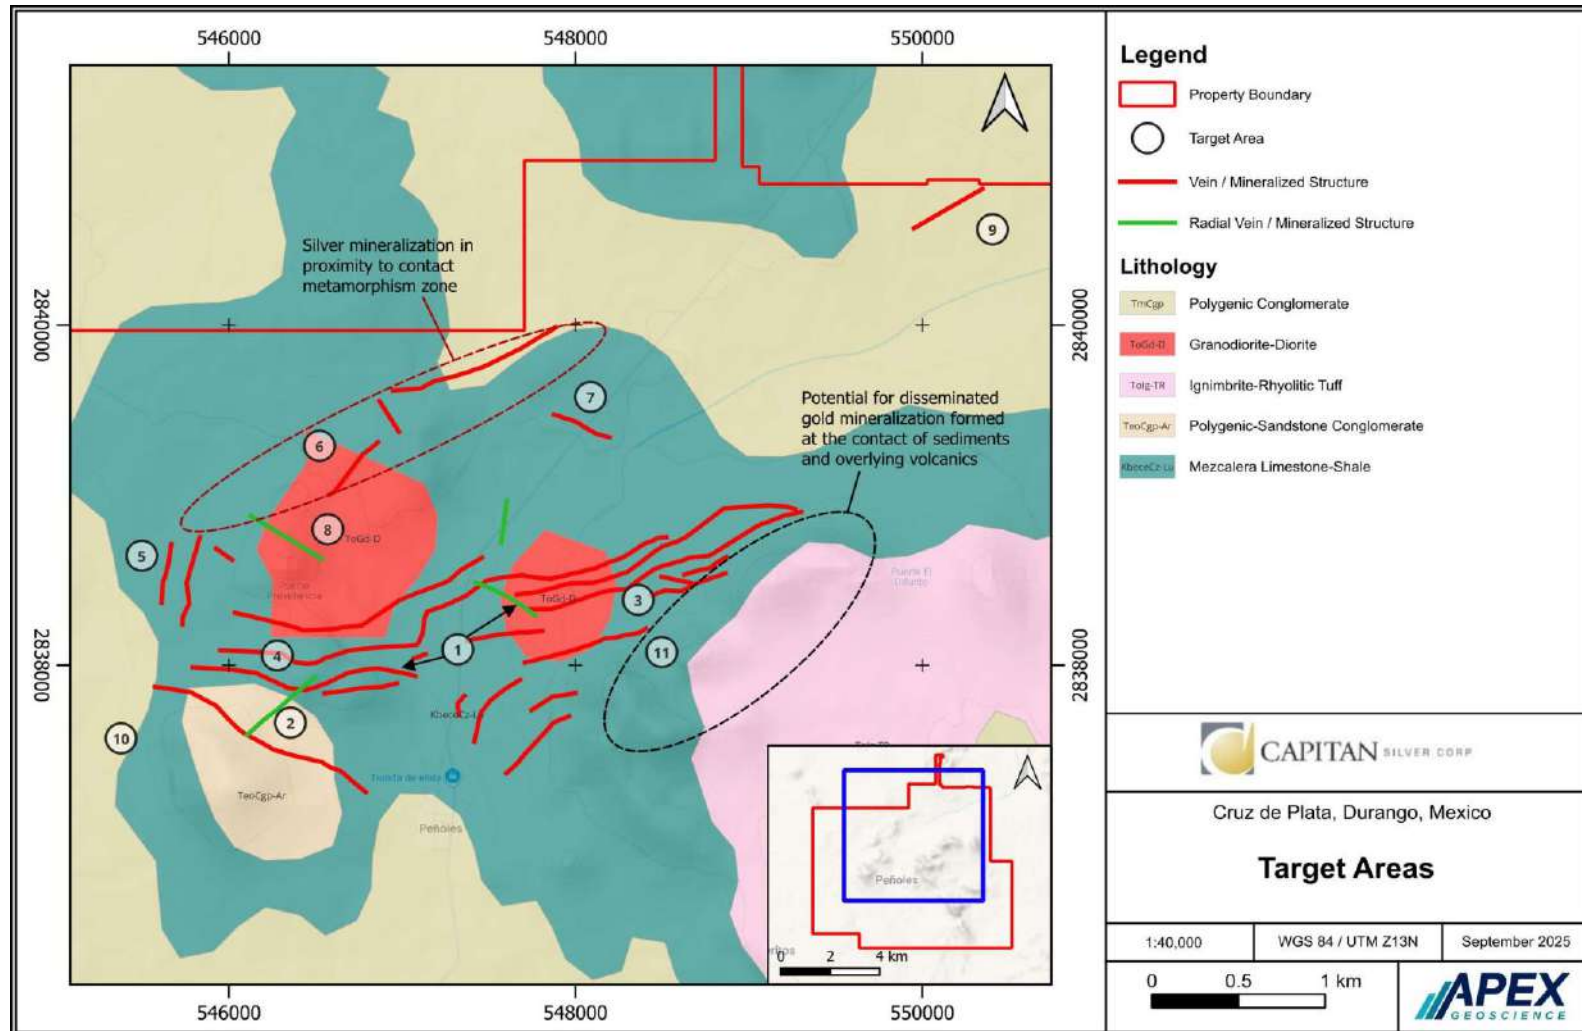 546000
548000
550000
2840000
2838000
2840000
2838000
546000
548000
550000
Silver mineralization in
proximity to contact
metamorphism zone
Potential for disseminated
gold mineralization formed
at the contact of sediments
and overlying volcanics
9
7
6
8
ToGd-D
5
Puente El
3
ToGd-D
1
4
11
2
10
KbeceCz-Lu
TeoCgp-Ar
Peñoles
Peñoles
0 2 4 km
Legend
Property Boundary
Target Area
Vein / Mineralized Structure
Radial Vein / Mineralized Structure
Lithology
TmCgp Polygenic Conglomerate
ToGd-D Granodiorite-Diorite
ToIg-TR Ignimbrite-Rhyolitic Tuff
TeoCgp-Ar Polygenic-Sandstone Conglomerate
KbeceCz-Lu Mezcalera Limestone-Shale
CAPITAN SILVER CORP
Cruz de Plata, Durango, Mexico
Target Areas
1:40,000 WGS 84 / UTM Z13N September 2025
0 0.5 1 km
APEX
GEOSCIENCE